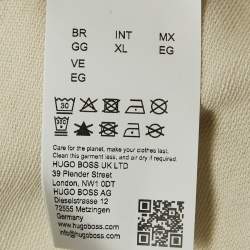 BR INT MX
GG XL EG
VE
EG
30
Care for the planet, make your clothes last.
Clean this garment less, and air dry if required.
HUGO BOSS UK LTD
39 Plender Street
London, NW1 0DT
HUGO BOSS AG
Dieselstrasse 12
72555 Metzingen
Germany
www.hugoboss.com